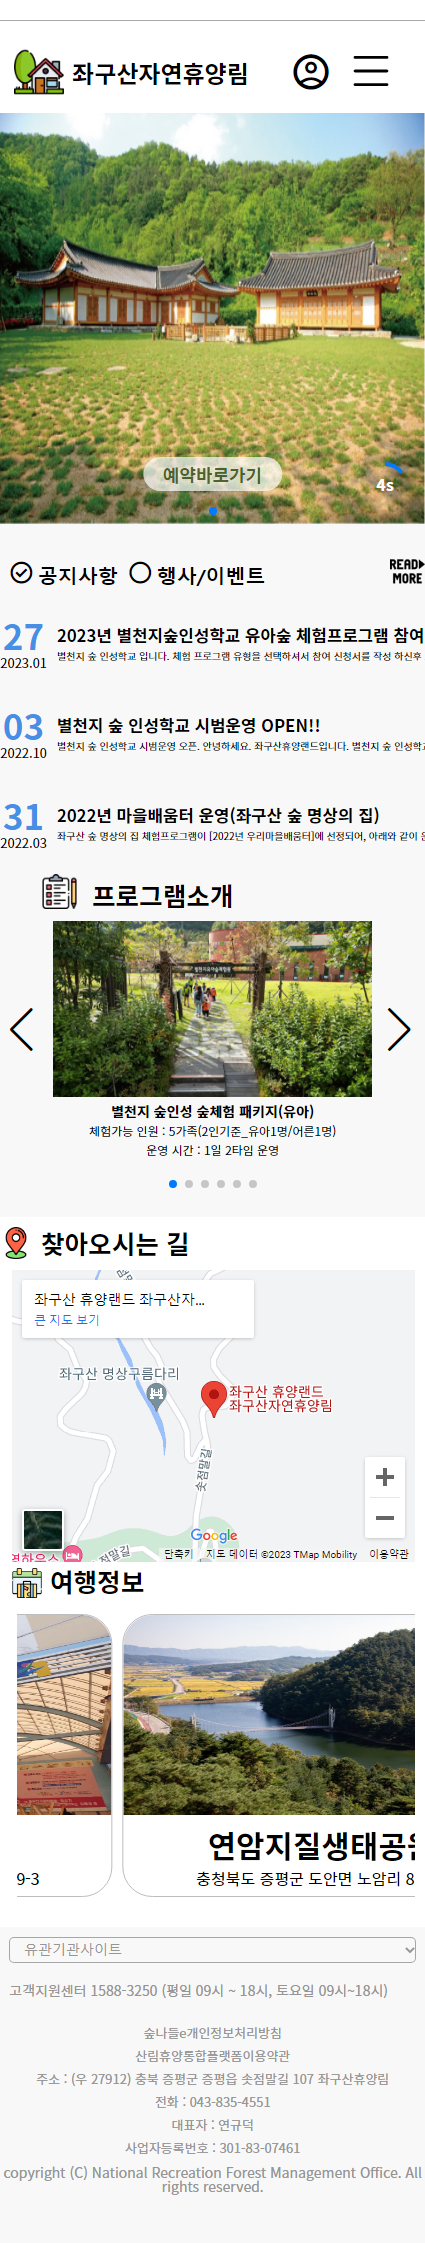 좌구산자연휴양림
예약바로가기
4s
공지사항 행사/이벤트
READ MORE
27
2023.01
2023년 별천지숲인성학교 유아숲 체험프로그램 참여
별천지 숲 인성학교 입니다. 체험 프로그램 유형을 선택하셔서 참여 신청서를 작성 하신후
03
2022.10
별천지 숲 인성학교 시범운영 OPEN!!
별천지 숲 인성학교 시범운영 오픈. 안녕하세요. 좌구산휴양랜드입니다. 별천지 숲 인성학교
31
2022.03
2022년 마을배움터 운영(좌구산 숲 명상의 집)
좌구산 숲 명상의 집 체험프로그램이 [2022년 우리마을배움터]에 선정되어, 아래와 같이 운
프로그램소개
별천지 숲인성 숲체험 패키지(유아)
체험가능 인원 : 5가족(2인기준_유아1명/어른1명)
운영 시간 : 1일 2타임 운영
찾아오시는 길
좌구산 휴양랜드 좌구산자...
큰 지도 보기
좌구산 명상구름다리
좌구산 휴양랜드
좌구산자연휴양림
솟점말길
Google
솟점말길
단축키
지도 데이터 ©2023 TMap Mobility
이용약관
여행정보
9-3
연암지질생태공원
충청북도 증평군 도안면 노암리 8
유관기관사이트
고객지원센터 1588-3250 (평일 09시 ~ 18시, 토요일 09시~18시)
숲나들e개인정보처리방침
산림휴양통합플랫폼이용약관
주소 : (우 27912) 충북 증평군 증평읍 솟점말길 107 좌구산휴양림
전화 : 043-835-4551
대표자 : 연규덕
사업자등록번호 : 301-83-07461
copyright (C) National Recreation Forest Management Office. All
rights reserved.